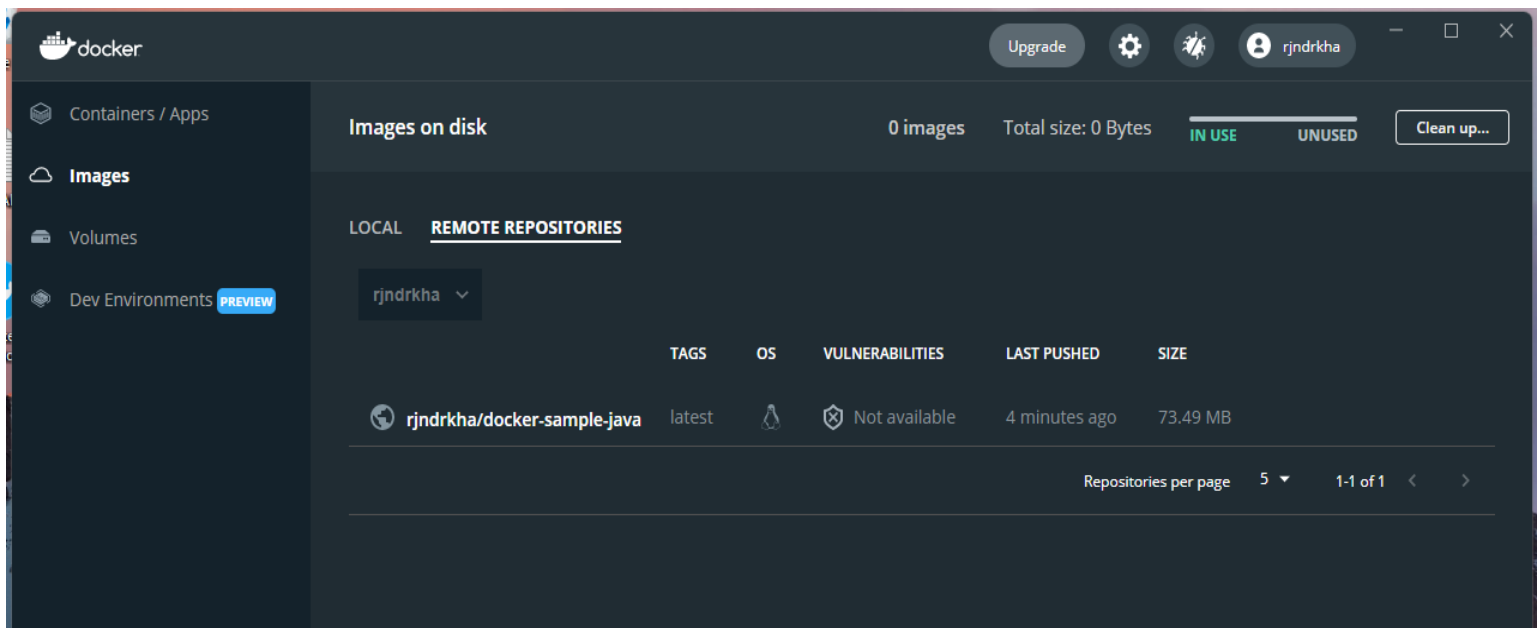 docker
Upgrade
rjndrkha
Containers / Apps
Images
Volumes
Dev Environments PREVIEW
Images on disk
0 images
Total size: 0 Bytes
IN USE
UNUSED
Clean up...
LOCAL
REMOTE REPOSITORIES
rjndrkha
TAGS OS VULNERABILITIES LAST PUSHED SIZE
rjndrkha/docker-sample-java latest Not available 4 minutes ago 73.49 MB
Repositories per page 5 1-1 of 1